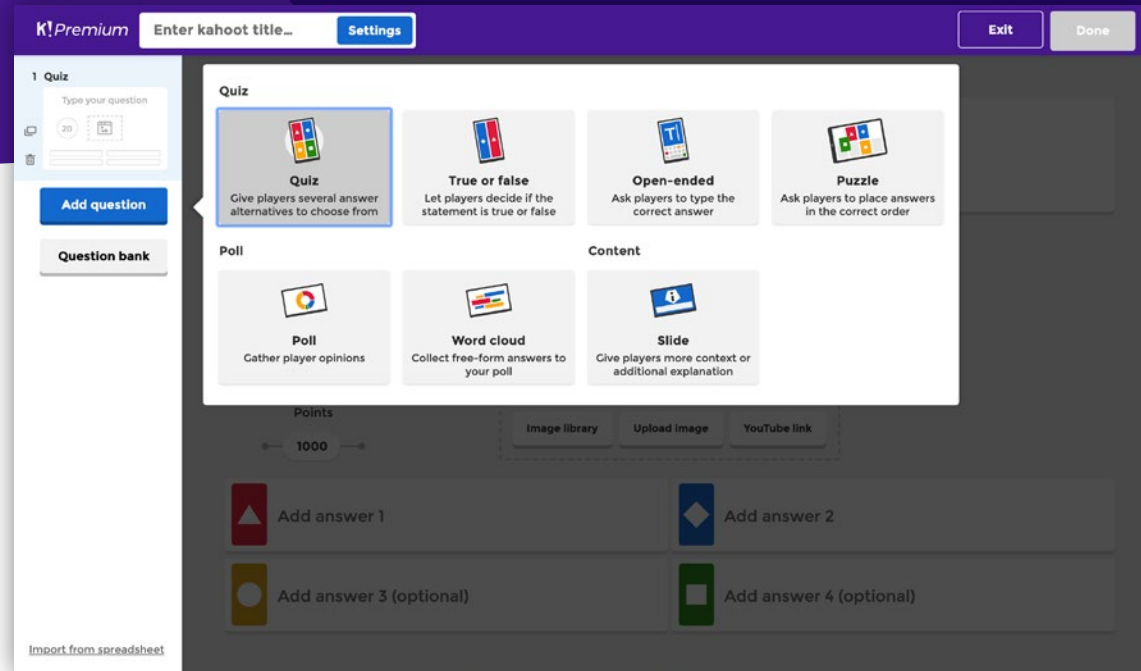 K! Premium
Enter kahoot title...
Settings
Exit
Done
1 Quiz
Type your question
20
Add question
Question bank
Import from spreadsheet
Quiz
Quiz
Give players several answer
alternatives to choose from
True or false
Let players decide if the
statement is true or false
Open-ended
Ask players to type the
correct answer
Puzzle
Ask players to place answers
in the correct order
Poll
Content
Poll
Gather player opinions
Word cloud
Collect free-form answers to
your poll
Slide
Give players more context or
additional explanation
Points
1000
Image library
Upload image
YouTube link
Add answer 1
Add answer 2
Add answer 3 (optional)
Add answer 4 (optional)